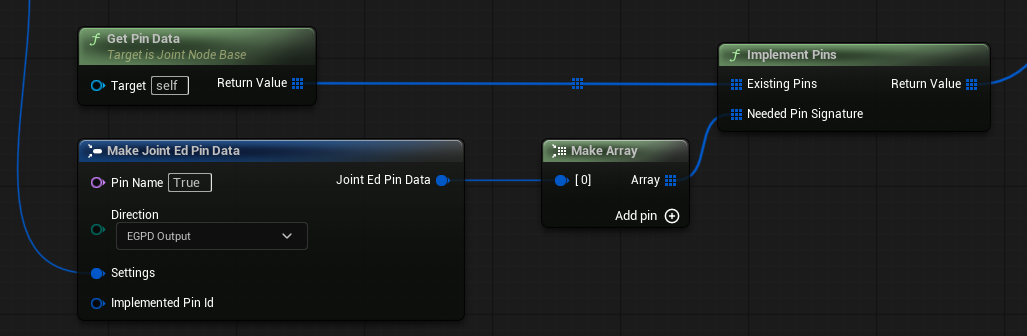 Get Pin Data
Target is Joint Node Base
Target self Return Value
Implement Pins
Existing Pins Return Value
Needed Pin Signature
Make Joint Ed Pin Data
Pin Name True Joint Ed Pin Data
Direction
EGPD Output
Settings
Implemented Pin Id
Make Array
[ 0] Array
Add pin